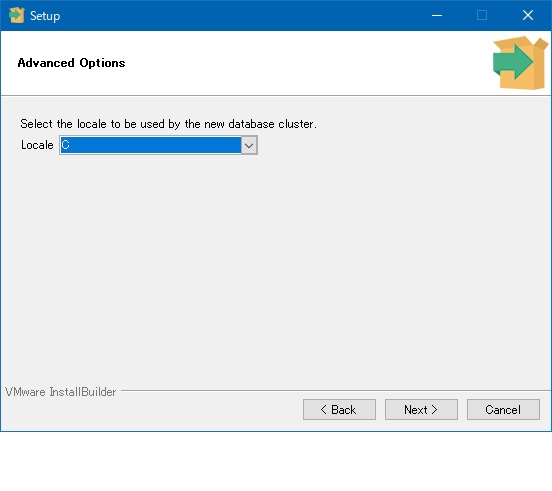 Setup
Advanced Options
Select the locale to be used by the new database cluster.
Locale C
VMware InstallBuilder
< Back Next > Cancel